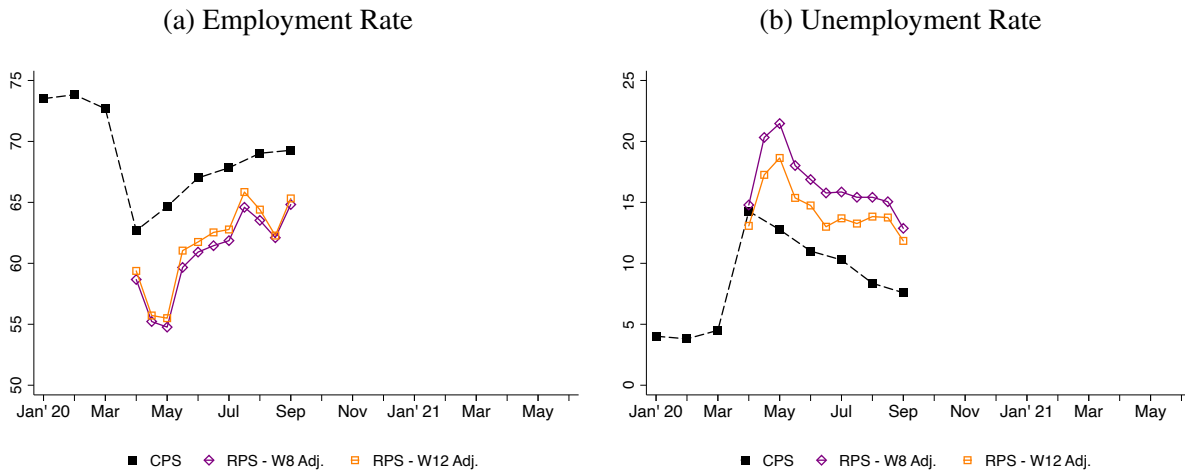 (a) Employment Rate
75
70
65
60
55
50
Jan' 20 Mar May Jul Sep Nov Jan' 21 Mar May
CPS RPS - W8 Adj. RPS - W12 Adj.
(b) Unemployment Rate
25
20
15
10
5
0
Jan' 20 Mar May Jul Sep Nov Jan' 21 Mar May
CPS RPS - W8 Adj. RPS - W12 Adj.